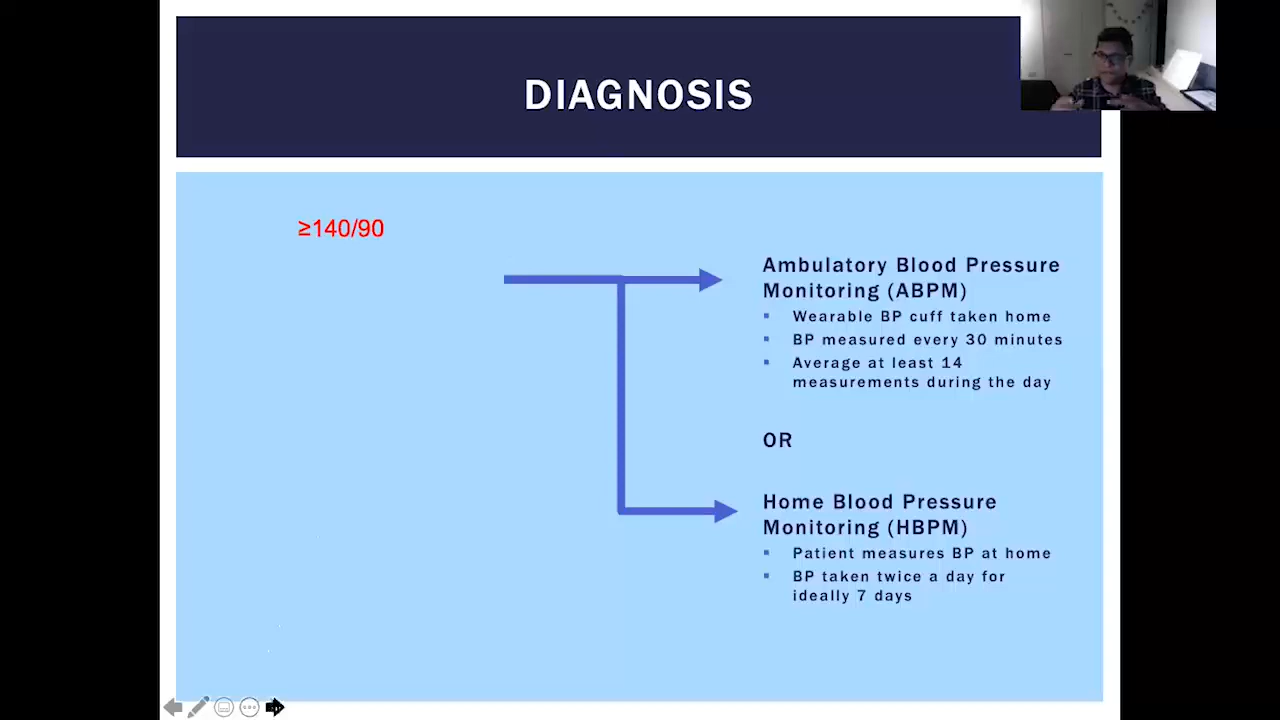 DIAGNOSIS
≥140/90
Ambulatory Blood Pressure
Monitoring (ABPM)
Wearable BP cuff taken home
BP measured every 30 minutes
Average at least 14
measurements during the day
OR
Home Blood Pressure
Monitoring (HBPM)
Patient measures BP at home
BP taken twice a day for
ideally 7 days